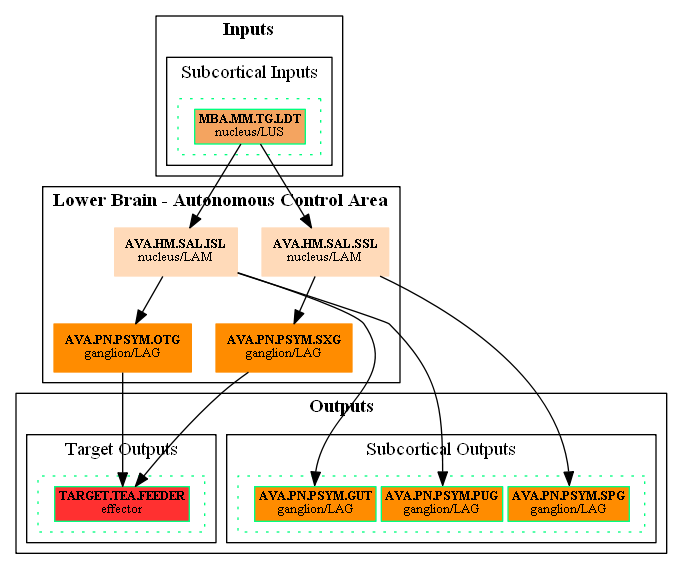 Inputs
Subcortical Inputs
MBA.MM.TG.LDT
nucleus/LUS
Lower Brain - Autonomous Control Area
AVA.HM.SAL.ISL
nucleus/LAM
AVA.HM.SAL.SSL
nucleus/LAM
AVA.PN.PSYM.OTG
ganglion/LAG
AVA.PN.PSYM.SXG
ganglion/LAG
Outputs
Target Outputs
TARGET.TEA.FEEDER
effector
Subcortical Outputs
AVA.PN.PSYM.GUT
ganglion/LAG
AVA.PN.PSYM.PUG
ganglion/LAG
AVA.PN.PSYM.SPG
ganglion/LAG